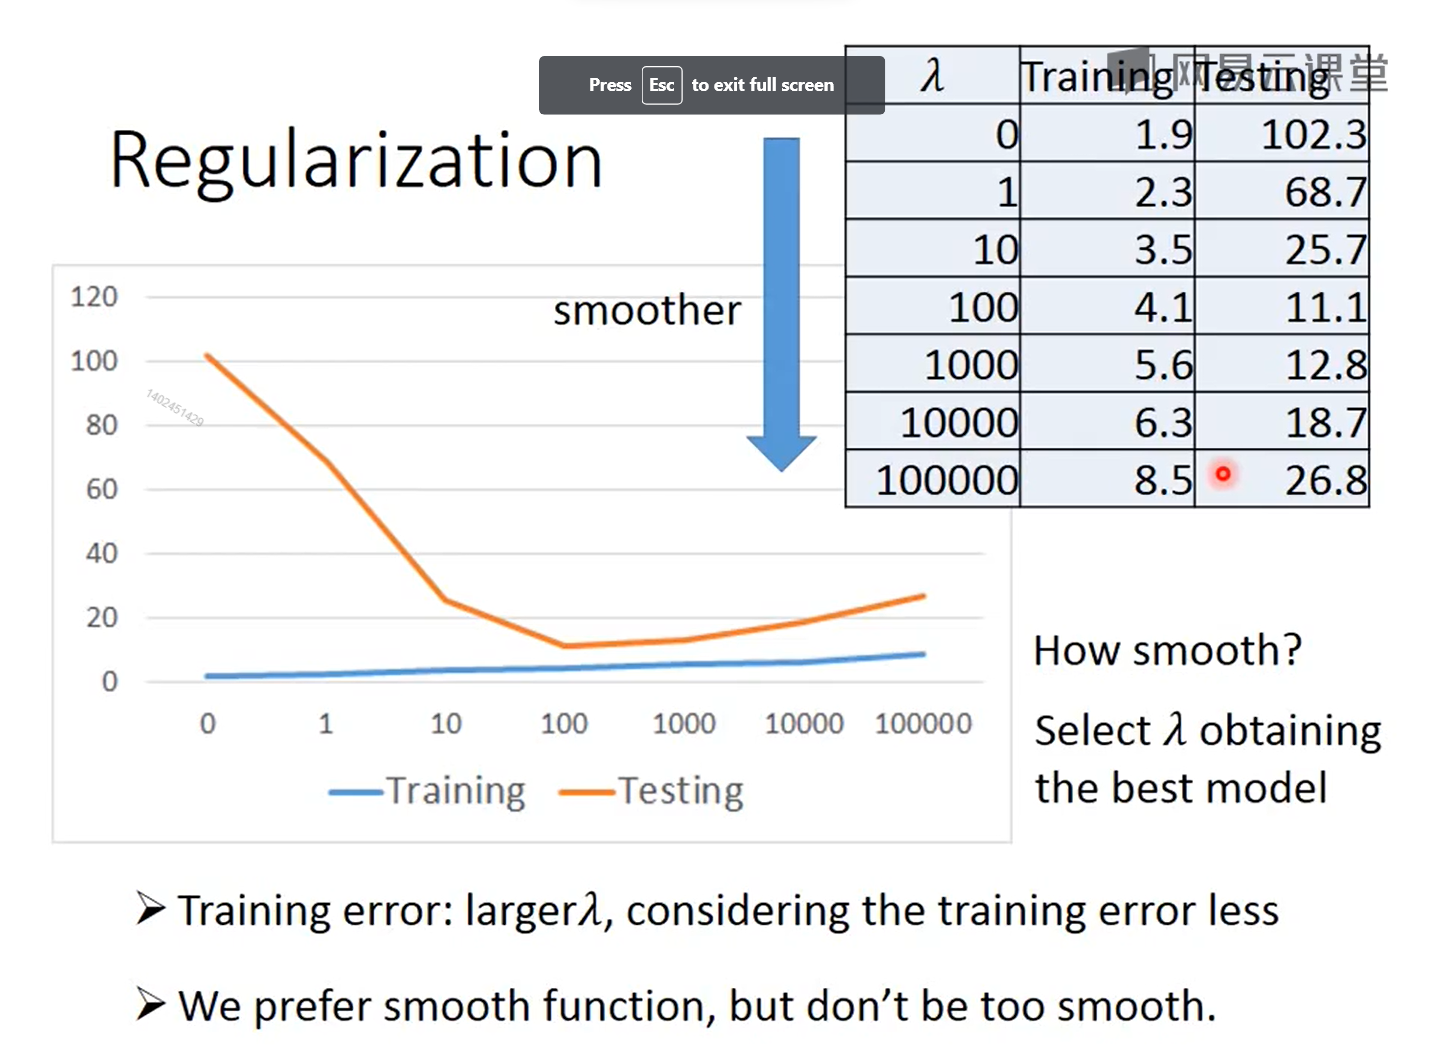 Press Esc to exit full screen
网易云课堂
Regularization
λ Training Testing
0 1.9 102.3
1 2.3 68.7
10 3.5 25.7
100 4.1 11.1
1000 5.6 12.8
10000 6.3 18.7
100000 8.5 26.8
smoother
120
100
80
60
40
20
0
1402451429
0 1 10 100 1000 10000 100000
Training Testing
How smooth?
Select λ obtaining
the best model
➢ Training error: largerλ, considering the training error less
➢ We prefer smooth function, but don’t be too smooth.